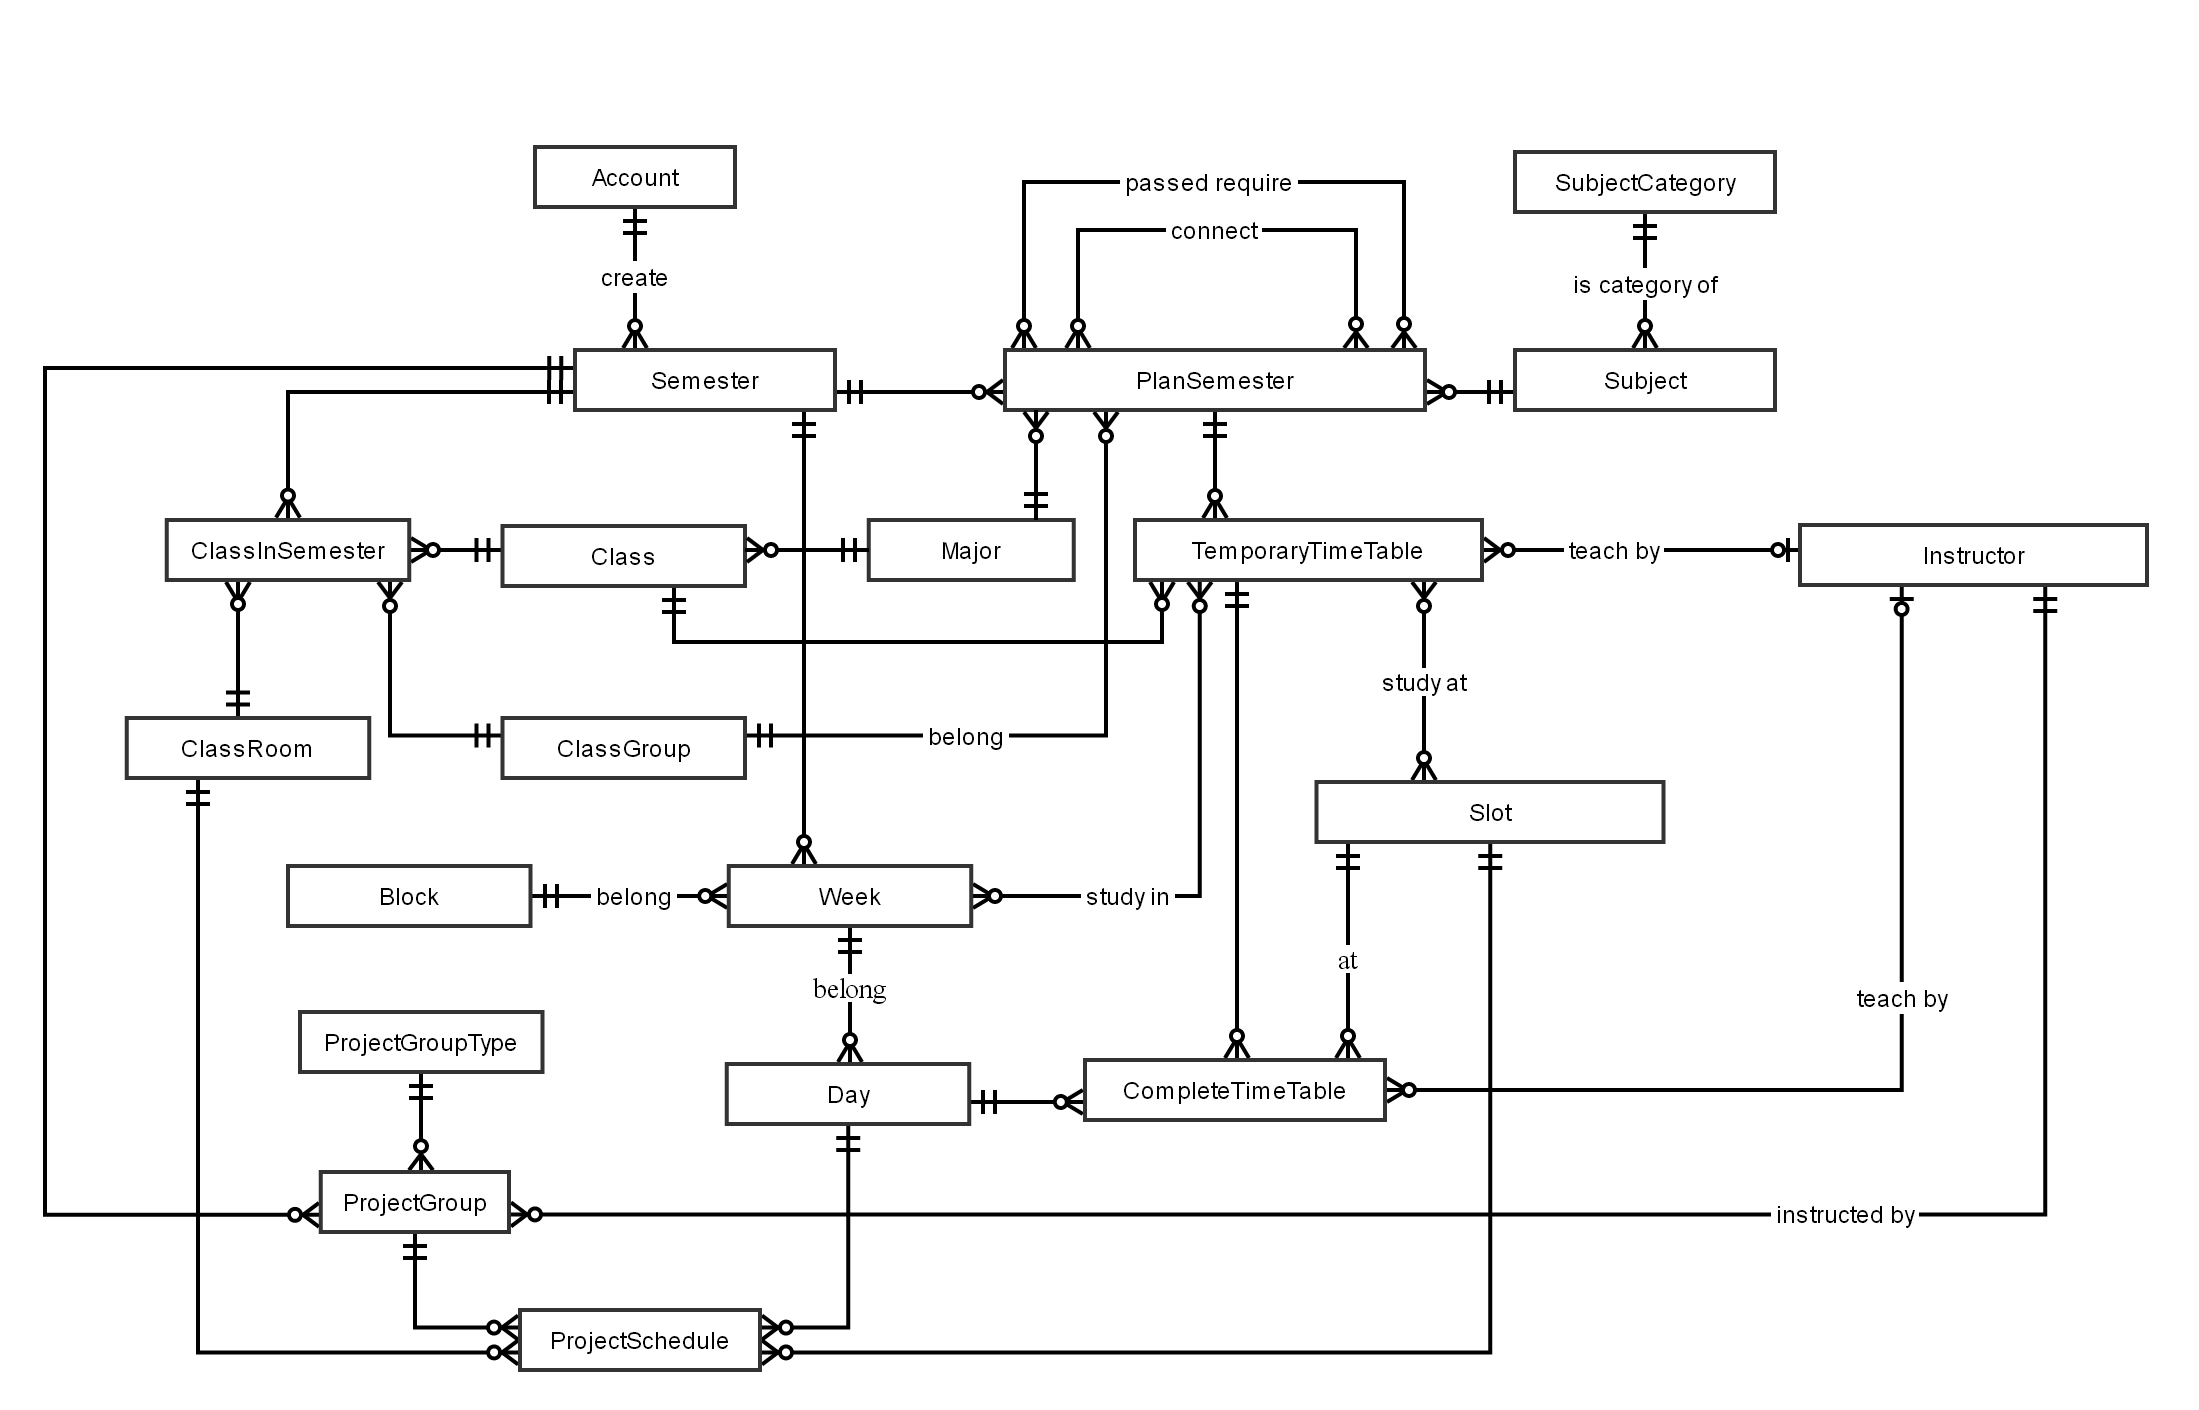 Account
SubjectCategory
passed require
connect
create
is category of
Semester
PlanSemester
Subject
ClassInSemester
Class
Major
TemporaryTimeTable
teach by
Instructor
study at
ClassRoom
ClassGroup
belong
Slot
Block
belong
Week
study in
at
belong
teach by
ProjectGroupType
Day
CompleteTimeTable
ProjectGroup
instructed by
ProjectSchedule